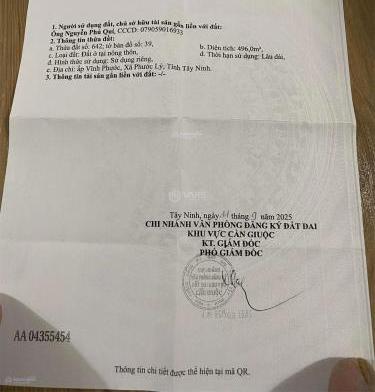 1. Người sử dụng đất, chủ sở hữu tài sản gắn liền với đất:
Ông Nguyễn Phú Quí, CCCD: 079059016933
2. Thông tin thửa đất:
a. Thửa đất số: 642; tờ bản đồ số: 39, b. Diện tích: 496,0m²,
c. Loại đất: Đất ở tại nông thôn, d. Thời hạn sử dụng: Lâu dài,
đ. Hình thức sử dụng: Sử dụng riêng,
e. Địa chỉ: ấp Vĩnh Phước, Xã Phước Lý, Tỉnh Tây Ninh.
3. Thông tin tài sản gắn liền với đất: -/-
Tây Ninh, ngày tháng 9 năm 2025
CHI NHÁNH VĂN PHÒNG ĐĂNG KÝ ĐẤT ĐAI
KHU VỰC CẦN GIUỘC
KT. GIÁM ĐỐC
PHÓ GIÁM ĐỐC
AA 04355454
Thông tin chi tiết được thể hiện tại mã QR.